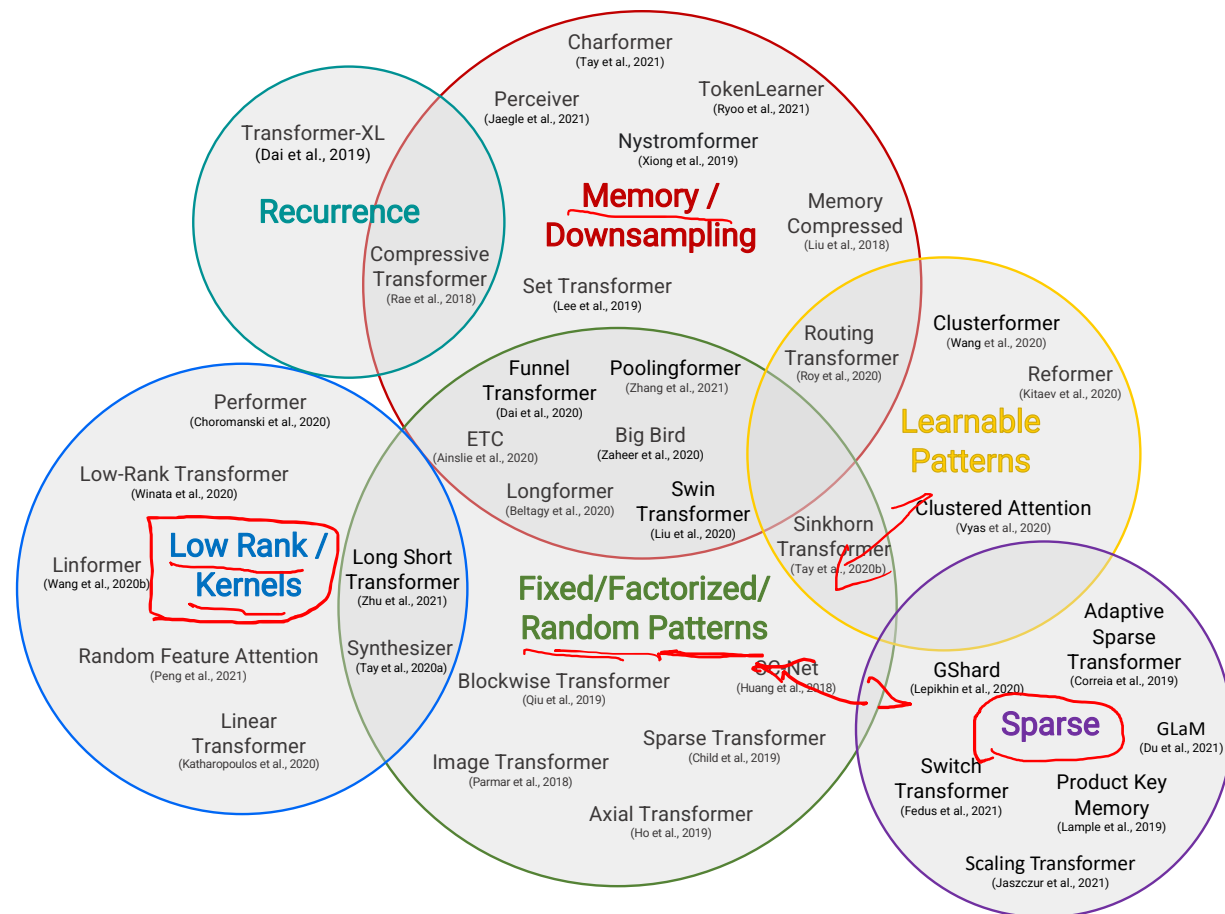 Charformer
(Tay et al., 2021)
Perceiver
(Jaegle et al., 2021)
TokenLearner
(Ryoo et al., 2021)
Transformer-XL
(Dai et al., 2019)
Nystromformer
(Xiong et al., 2019)
Recurrence
Memory /
Downsampling
Memory
Compressed
(Liu et al., 2018)
Compressive
Transformer
(Rae et al., 2018)
Set Transformer
(Lee et al., 2019)
Routing
Transformer
(Roy et al., 2020)
Clusterformer
(Wang et al., 2020)
Reformer
(Kitaev et al., 2020)
Funnel
Transformer
(Dai et al., 2020)
Poolingformer
(Zhang et al., 2021)
Performer
(Choromanski et al., 2020)
ETC
(Ainslie et al., 2020)
Big Bird
(Zaheer et al., 2020)
Learnable
Patterns
Low-Rank Transformer
(Winata et al., 2020)
Longformer
(Beltagy et al., 2020)
Swin
Transformer
(Liu et al., 2020)
Sinkhorn
Transformer
(Tay et al., 2020b)
Clustered Attention
(Vyas et al., 2020)
Linformer
(Wang et al., 2020b)
Low Rank /
Kernels
Long Short
Transformer
(Zhu et al., 2021)
Fixed/Factorized/
Random Patterns
Adaptive
Sparse
Transformer
(Correia et al., 2019)
Random Feature Attention
(Peng et al., 2021)
Synthesizer
(Tay et al., 2020a)
Blockwise Transformer
(Qiu et al., 2019)
CC-Net
(Huang et al., 2018)
GShard
(Lepikhin et al., 2020)
Sparse
GLaM
(Du et al., 2021)
Linear
Transformer
(Katharopoulos et al., 2020)
Image Transformer
(Parmar et al., 2018)
Sparse Transformer
(Child et al., 2019)
Switch
Transformer
(Fedus et al., 2021)
Product Key
Memory
(Lample et al., 2019)
Axial Transformer
(Ho et al., 2019)
Scaling Transformer
(Jaszczur et al., 2021)